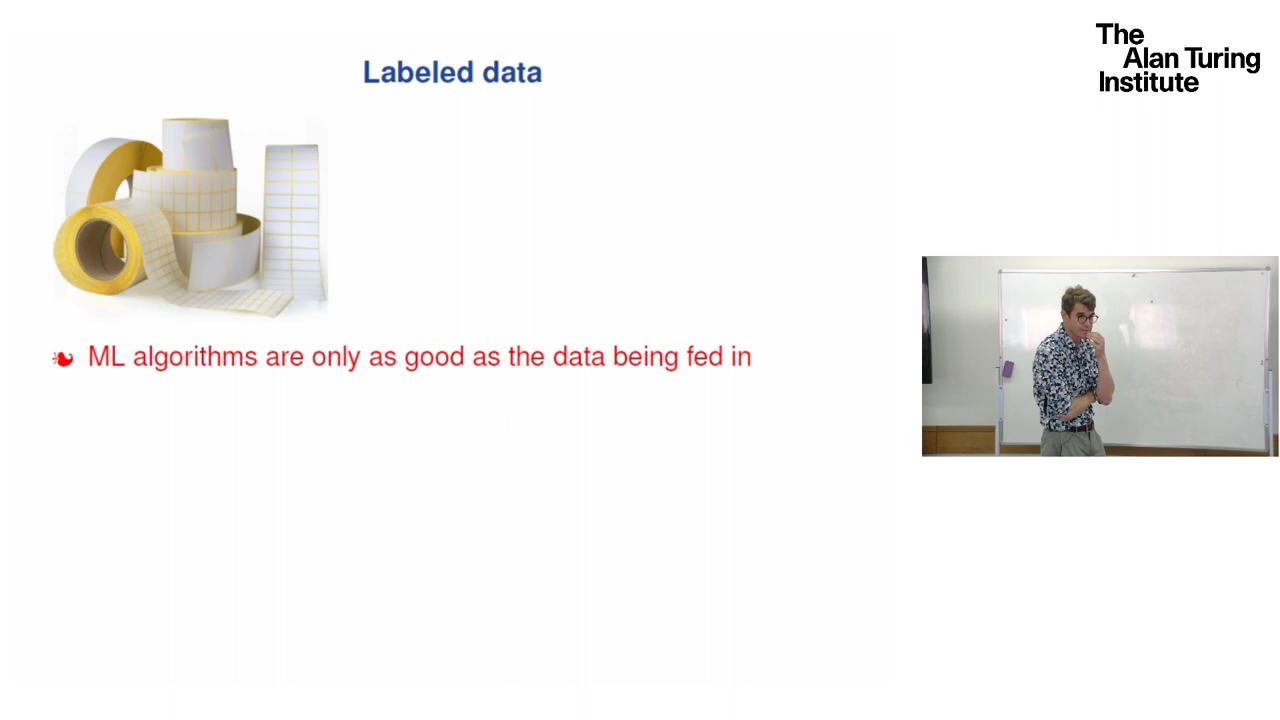 Labeled data
ML algorithms are only as good as the data being fed in
The
Alan Turing
Institute